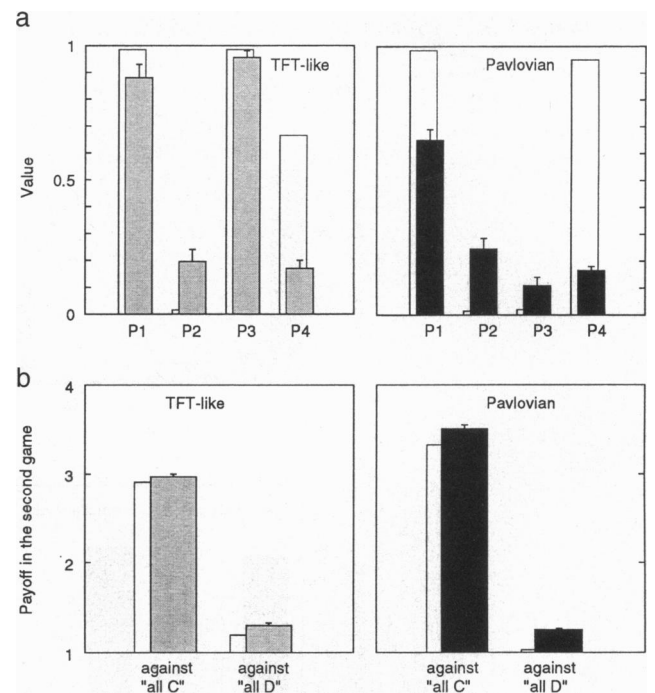 a
1
TFT-like
Pavlovian
Value
0.5
0
P1 P2 P3 P4
P1 P2 P3 P4
b
4
TFT-like
Pavlovian
Payoff in the second game
3
2
1
against against
"all C" "all D"
against against
"all C" "all D"